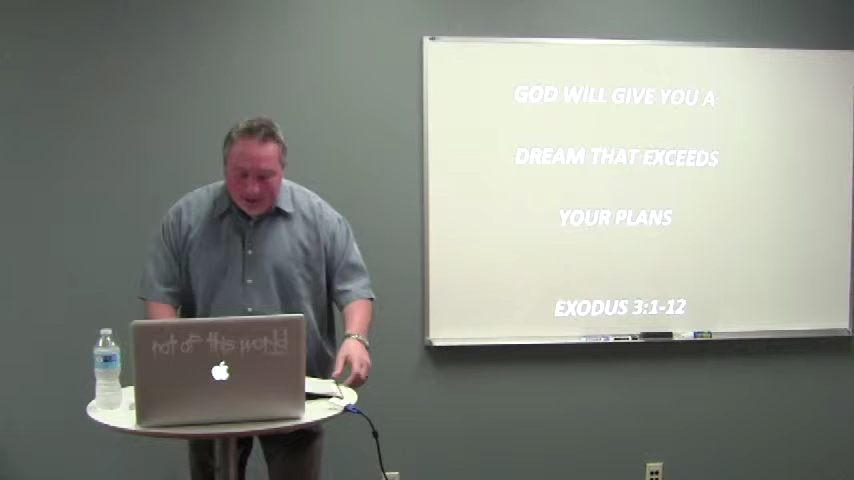 GOD WILL GIVE YOU A
DREAM THAT EXCEEDS
YOUR PLANS
EXODUS 3:1-12
not of this world